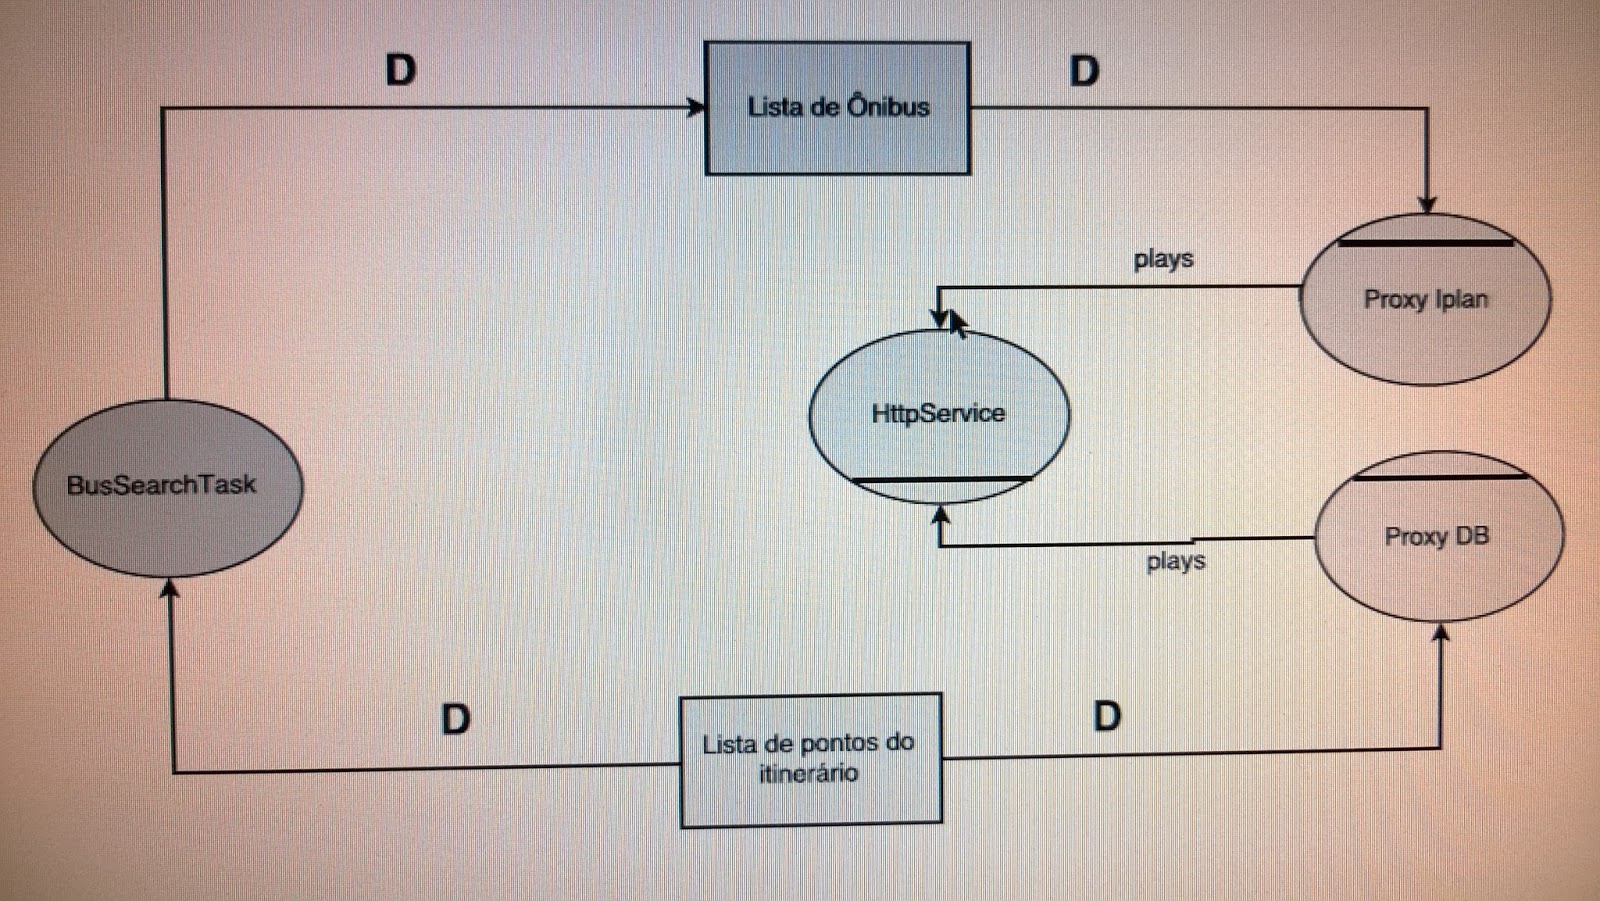 D
Lista de Ônibus
D
plays
Proxy Iplan
HttpService
BusSearchTask
Proxy DB
plays
D
Lista de pontos do
itinerário
D